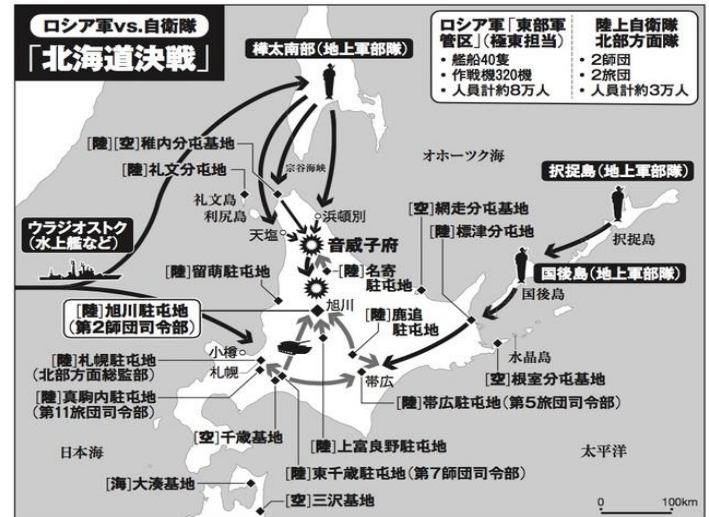 ロシア軍vs.自衛隊
「北海道決戦」
ロシア軍「東部軍
管区」(極東担当)
・艦船40隻
・作戦機320機
・人員計約8万人
陸上自衛隊
北部方面隊
・2師団
・2旅団
・人員計約3万人
樺太南部(地上軍部隊)
[陸][空]稚内分屯基地
宗谷海峡
オホーツク海
[陸]礼文分屯地
礼文島
利尻島
択捉島(地上軍部隊)
択捉島
ウラジオストク
(水上艦など)
天塩
浜頓別
音威子府
[空]網走分屯基地
[陸]標津分屯地
国後島(地上軍部隊)
国後島
[陸]留萌駐屯地
[陸]名寄
駐屯地
[陸]旭川駐屯地
(第2師団司令部)
旭川
[陸]鹿追
駐屯地
小樽
札幌
[陸]札幌駐屯地
(北部方面総監部)
水晶島
帯広
[空]根室分屯基地
[陸]真駒内駐屯地
(第11旅団司令部)
[陸]帯広駐屯地(第5旅団司令部)
[空]千歳基地
[陸]上富良野駐屯地
日本海
太平洋
[陸]東千歳駐屯地(第7師団司令部)
[海]大湊基地
[空]三沢基地
0 100km